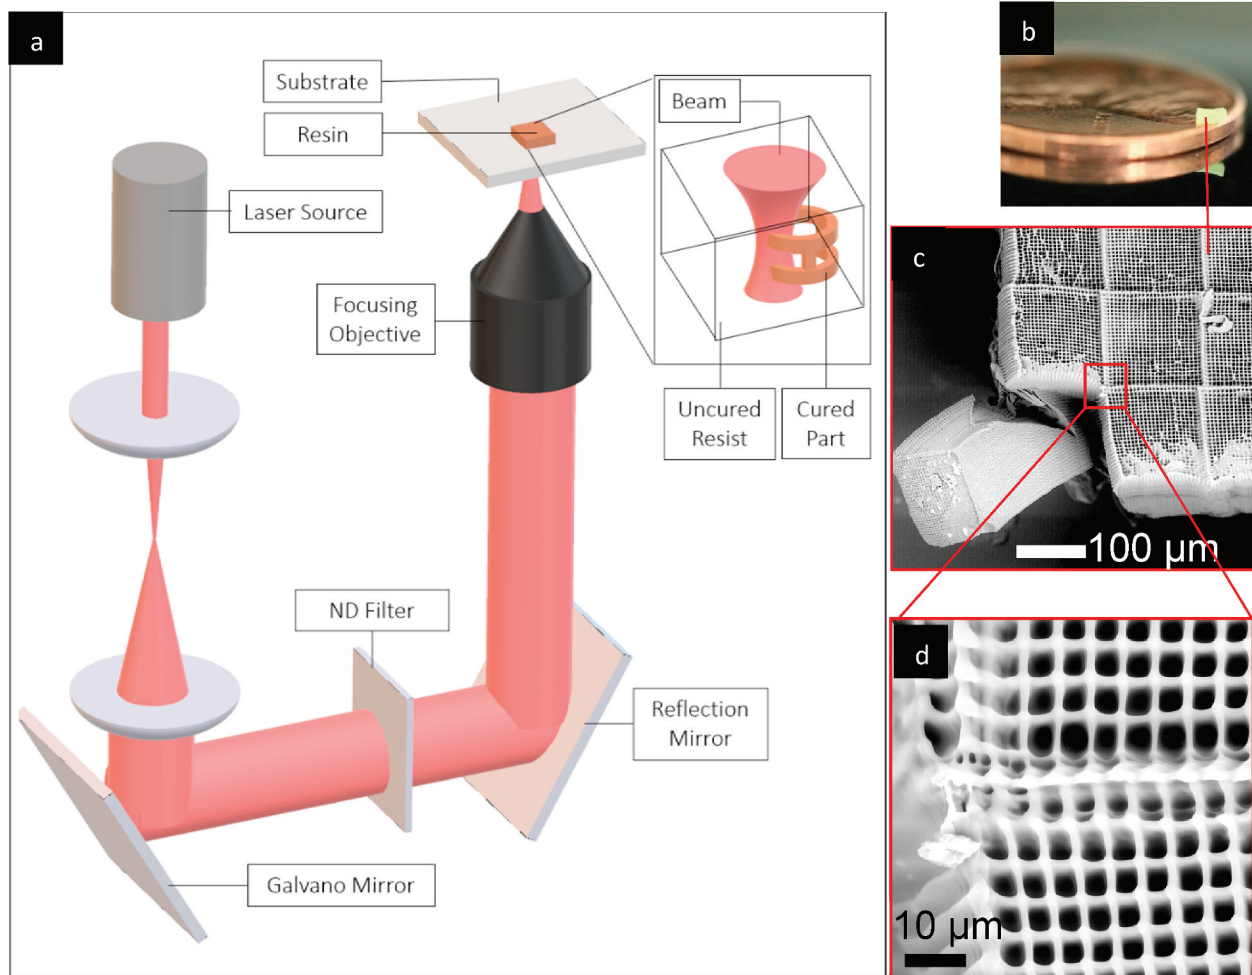 a
Substrate
Resin
Beam
Laser Source
Focusing
Objective
Uncured
Resist
Cured
Part
ND Filter
Reflection
Mirror
Galvano Mirror
b
c
100 µm
d
10 µm